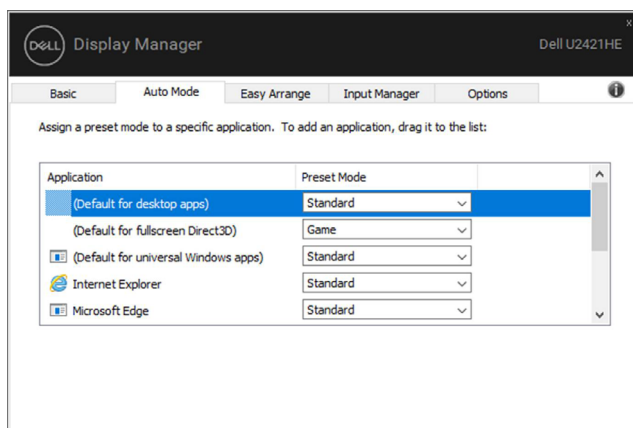 x
DELL Display Manager Dell U2421HE
Basic Auto Mode Easy Arrange Input Manager Options i
Assign a preset mode to a specific application. To add an application, drag it to the list:
Application Preset Mode
(Default for desktop apps) Standard
(Default for fullscreen Direct3D) Game
(Default for universal Windows apps) Standard
Internet Explorer Standard
Microsoft Edge Standard